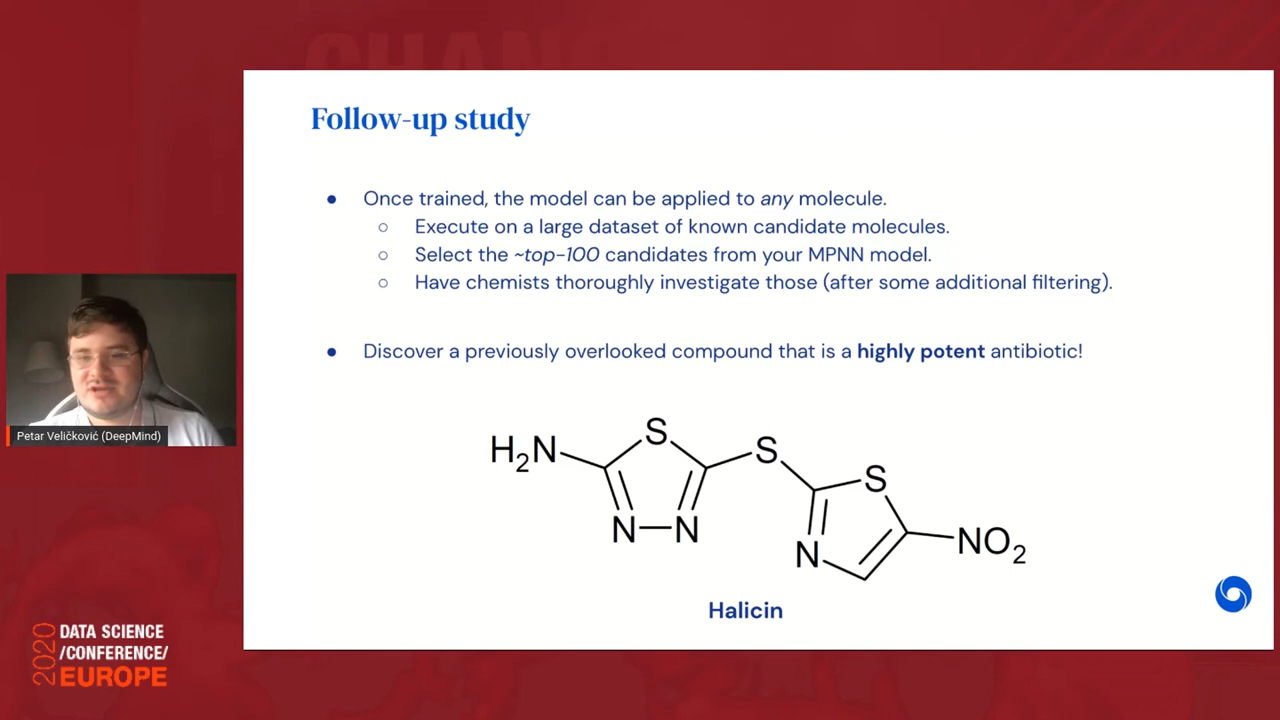 CHAN
Follow-up study
● Once trained, the model can be applied to any molecule.
○ Execute on a large dataset of known candidate molecules.
○ Select the ~top-100 candidates from your MPNN model.
○ Have chemists thoroughly investigate those (after some additional filtering).
● Discover a previously overlooked compound that is a highly potent antibiotic!
H₂N
S
N
N
S
S
N
NO₂
Halicin
Petar Veličković (DeepMind)
2020
DATA SCIENCE
/CONFERENCE/
EUROPE